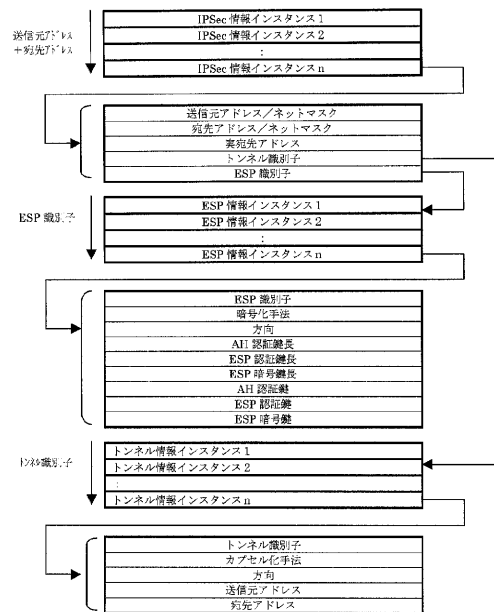 送信元アドレス
+宛先アドレス
IPSec 情報インスタンス 1
IPSec 情報インスタンス 2
:
IPSec 情報インスタンス n
送信元アドレス/ネットマスク
宛先アドレス/ネットマスク
実宛先アドレス
トンネル識別子
ESP 識別子
ESP 識別子
ESP 情報インスタンス 1
ESP 情報インスタンス 2
:
ESP 情報インスタンス n
ESP 識別子
暗号化手法
方向
AH 認証鍵長
ESP 認証鍵長
ESP 暗号鍵長
AH 認証鍵
ESP 認証鍵
ESP 暗号鍵
トンネル識別子
トンネル情報インスタンス 1
トンネル情報インスタンス 2
:
トンネル情報インスタンス n
トンネル識別子
カプセル化手法
方向
送信元アドレス
宛先アドレス